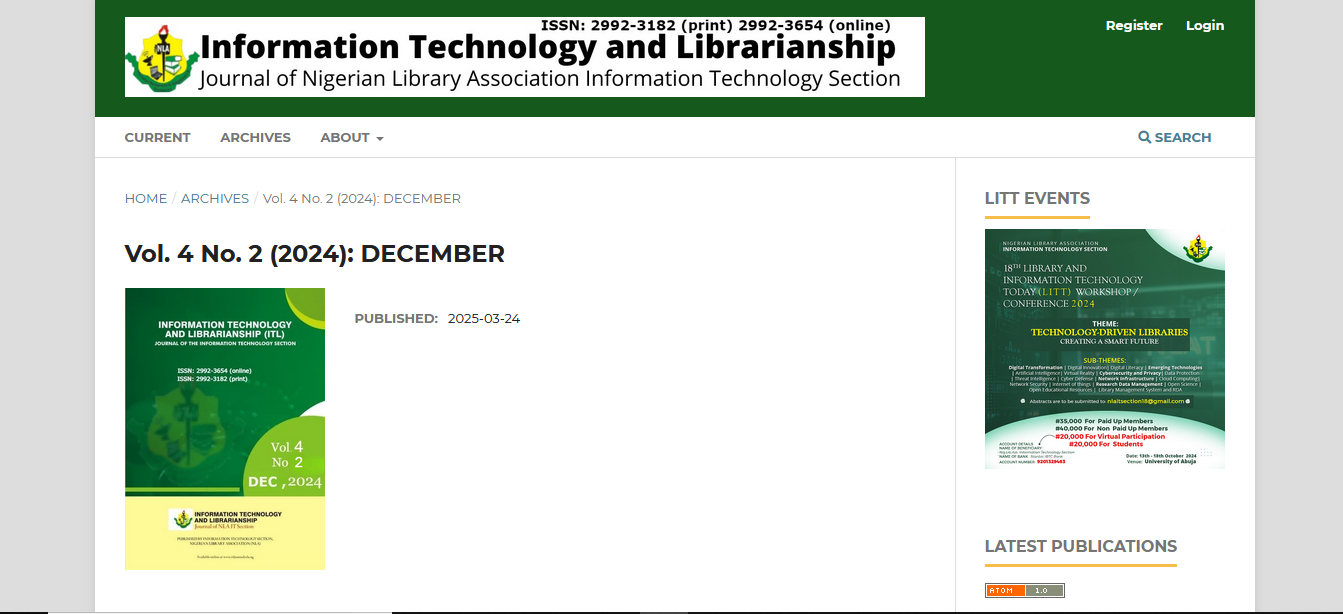 ISSN: 2992-3182 (print) 2992-3654 (online)
NLA
Information Technology and Librarianship
Journal of Nigerian Library Association Information Technology Section
Register
Login
CURRENT
ARCHIVES
ABOUT
SEARCH
HOME / ARCHIVES / Vol. 4 No. 2 (2024): DECEMBER
Vol. 4 No. 2 (2024): DECEMBER
INFORMATION TECHNOLOGY
AND LIBRARIANSHIP (ITL)
JOURNAL OF THE INFORMATION TECHNOLOGY SECTION
ISSN: 2992-3654 (online)
ISSN: 2992-3182 (print)
Vol. 4
No 2
DEC , 2024
INFORMATION TECHNOLOGY
AND LIBRARIANSHIP
Journal of NLA IT Section
PUBLISHED BY INFORMATION TECHNOLOGY SECTION,
NIGERIAN LIBRARY ASSOCIATION (NLA)
PUBLISHED: 2025-03-24
LITT EVENTS
NIGERIAN LIBRARY ASSOCIATION
INFORMATION TECHNOLOGY SECTION
18TH LIBRARY AND
INFORMATION TECHNOLOGY
TODAY (LITT) WORKSHOP /
CONFERENCE 2024
THEME:
TECHNOLOGY-DRIVEN LIBRARIES
CREATING A SMART FUTURE
SUB-THEMES:
Digital Transformation | Digital Innovation| Digital Literacy | Emerging Technologies
| Artificial Intelligence| Virtual Reality | Cybersecurity and Privacy| Data Protection
| Threat Intelligence | Cyber Defense | Network Infrastructure | Cloud Computing|
Network Security | Internet of things | Research Data Management | Open Science |
Open Educational Resources | Library Management System and RDA
Abstracts are to be submitted to: nlaitsection18@gmail.com
#35,000 For Paid Up Members
#40,000 For Non Paid Up Members
#20,000 For Virtual Participation
#20,000 For Students
ACCOUNT DETAILS
NAME OF BENEFICIARY
NAME OF BANK
ACCOUNT NUMBER: 9201529463
Date: 13th - 18th October 2024
Venue: University of Abuja
LATEST PUBLICATIONS
ATOM 1.0